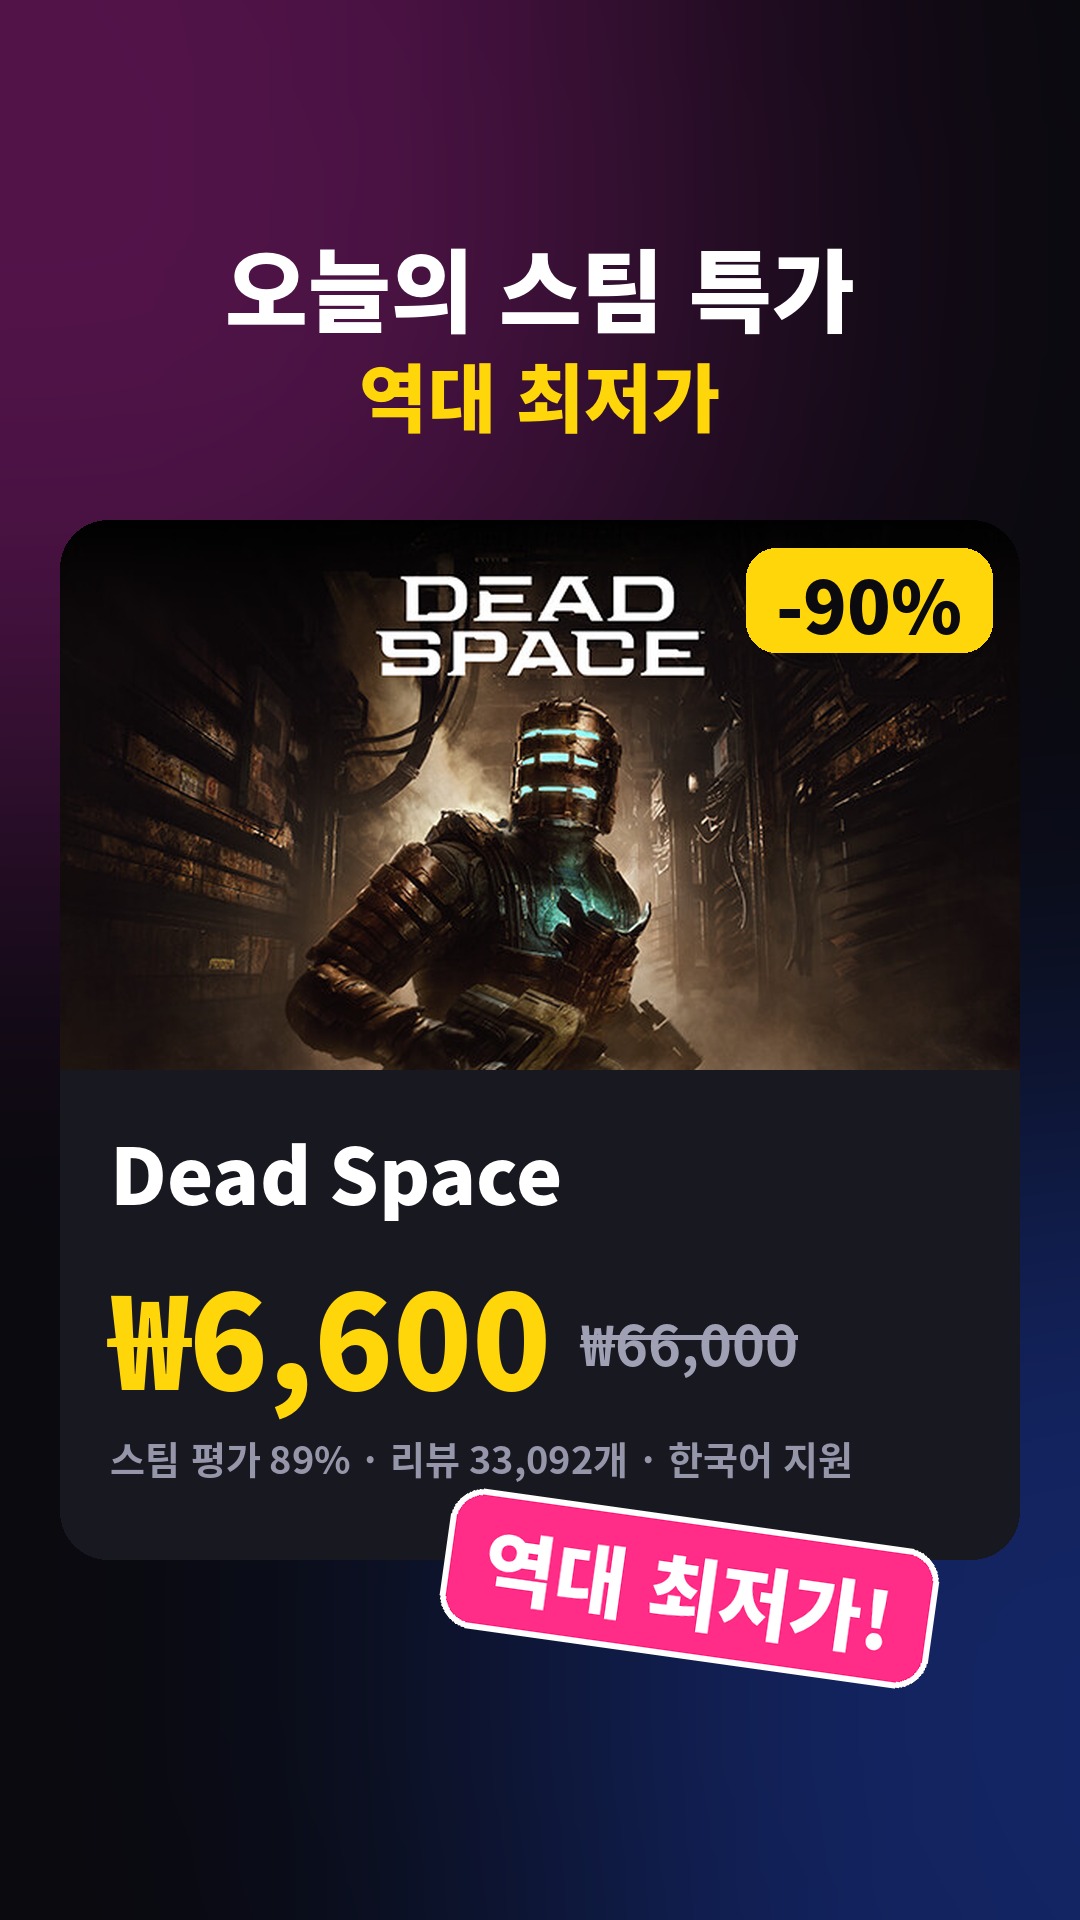 오늘의 스팀 특가
역대 최저가
DEAD
SPACE
-90%
Dead Space
₩6,600 ₩66,000
스팀 평가 89% · 리뷰 33,092개 · 한국어 지원
역대 최저가!